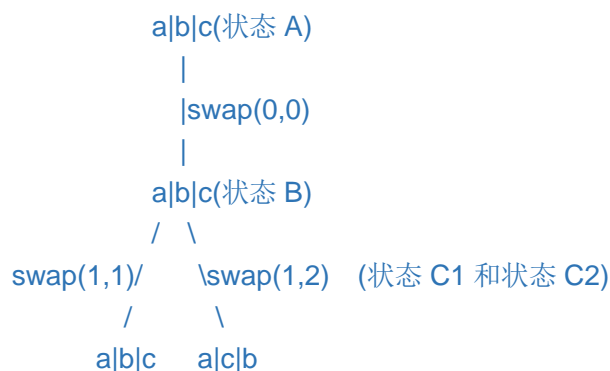 a|b|c(状态 A)
|
|swap(0,0)
|
a|b|c(状态 B)
/ \
swap(1,1)/ \swap(1,2) (状态 C1 和状态 C2)
/ \
a|b|c a|c|b